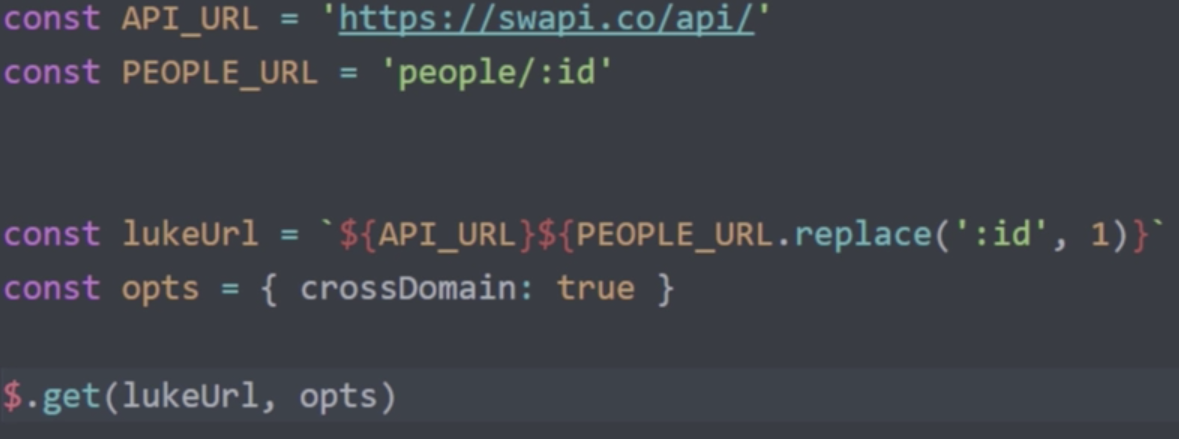 const API_URL = 'https://swapi.co/api/'
const PEOPLE_URL = 'people/:id'
const lukeUrl = `${API_URL}${PEOPLE_URL.replace(':id', 1)}`
const opts = { crossDomain: true }
$.get(lukeUrl, opts)